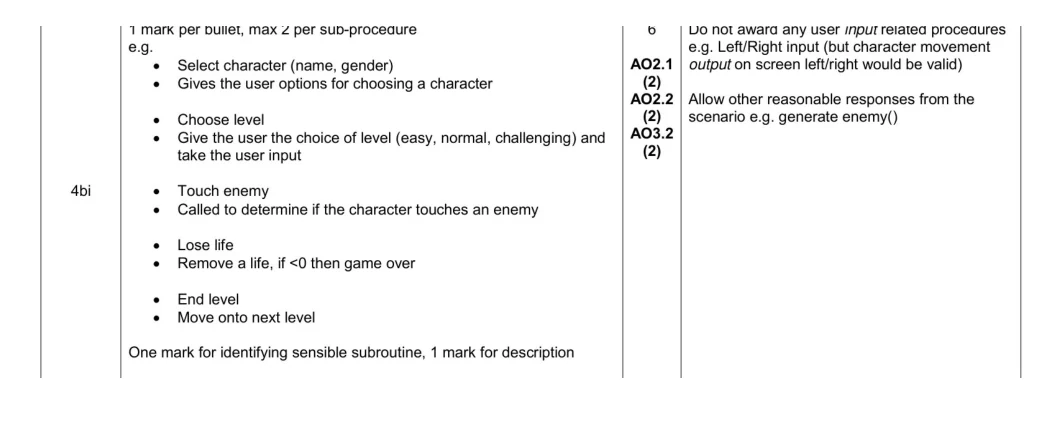 1 mark per bullet, max 2 per sub-procedure
e.g.
• Select character (name, gender)
• Gives the user options for choosing a character
• Choose level
• Give the user the choice of level (easy, normal, challenging) and
take the user input
4bi
• Touch enemy
• Called to determine if the character touches an enemy
• Lose life
• Remove a life, if <0 then game over
• End level
• Move onto next level
One mark for identifying sensible subroutine, 1 mark for description
6
AO2.1
(2)
AO2.2
(2)
AO3.2
(2)
Do not award any user input related procedures
e.g. Left/Right input (but character movement
output on screen left/right would be valid)
Allow other reasonable responses from the
scenario e.g. generate enemy()